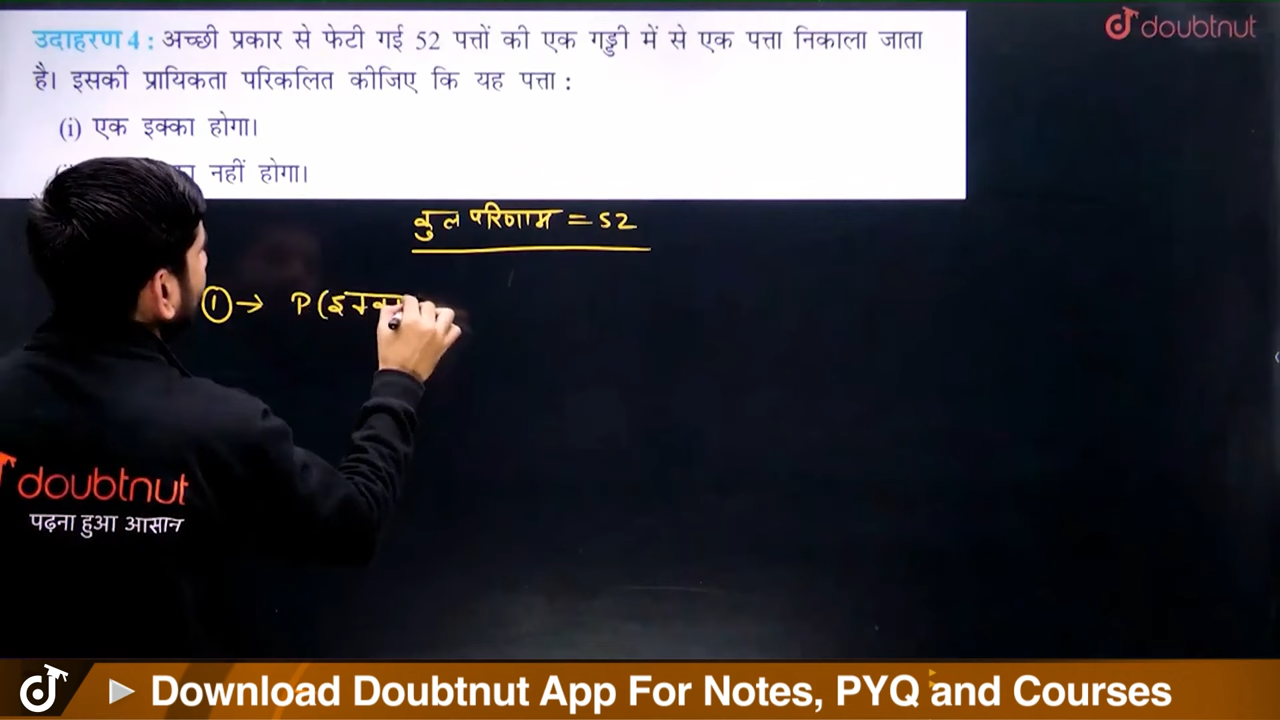 उदाहरण 4 : अच्छी प्रकार से फेटी गई 52 पत्तों की एक गड्डी में से एक पत्ता निकाला जाता
है। इसकी प्रायिकता परिकलित कीजिए कि यह पत्ता :
(i) एक इक्का होगा।
नहीं होगा।
doubtnut
कुल परिणाम = 52
① → P(इक्का
doubtnut
पढ़ना हुआ आसान
Download Doubtnut App For Notes, PYQ and Courses